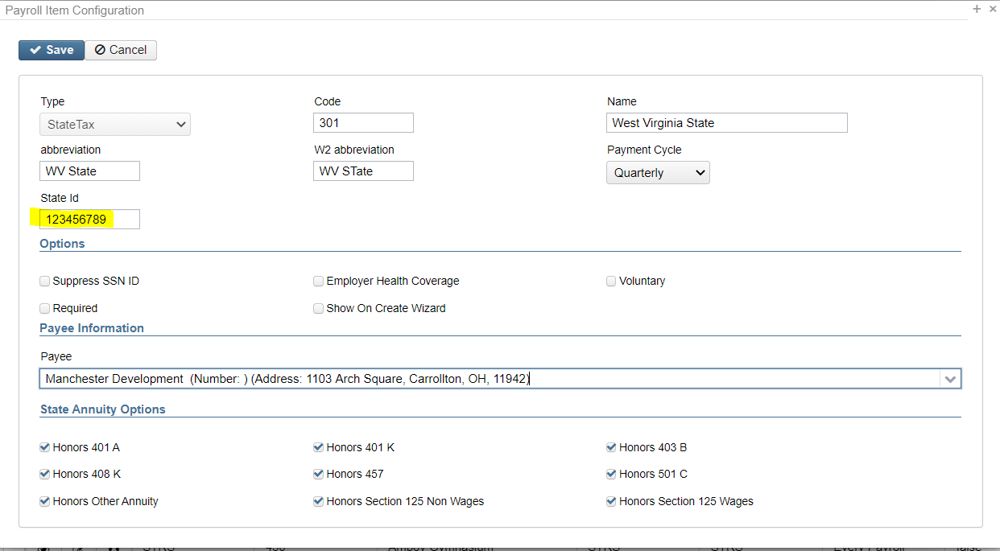 Payroll Item Configuration
Save Cancel
Type Code Name
StateTax 301 West Virginia State
abbreviation W2 abbreviation Payment Cycle
WV State WV STate Quarterly
State Id
123456789
Options
Suppress SSN ID Employer Health Coverage Voluntary
Required Show On Create Wizard
Payee Information
Payee
Manchester Development (Number: ) (Address: 1103 Arch Square, Carrollton, OH, 11942)
State Annuity Options
Honors 401 A Honors 401 K Honors 403 B
Honors 408 K Honors 457 Honors 501 C
Honors Other Annuity Honors Section 125 Non Wages Honors Section 125 Wages